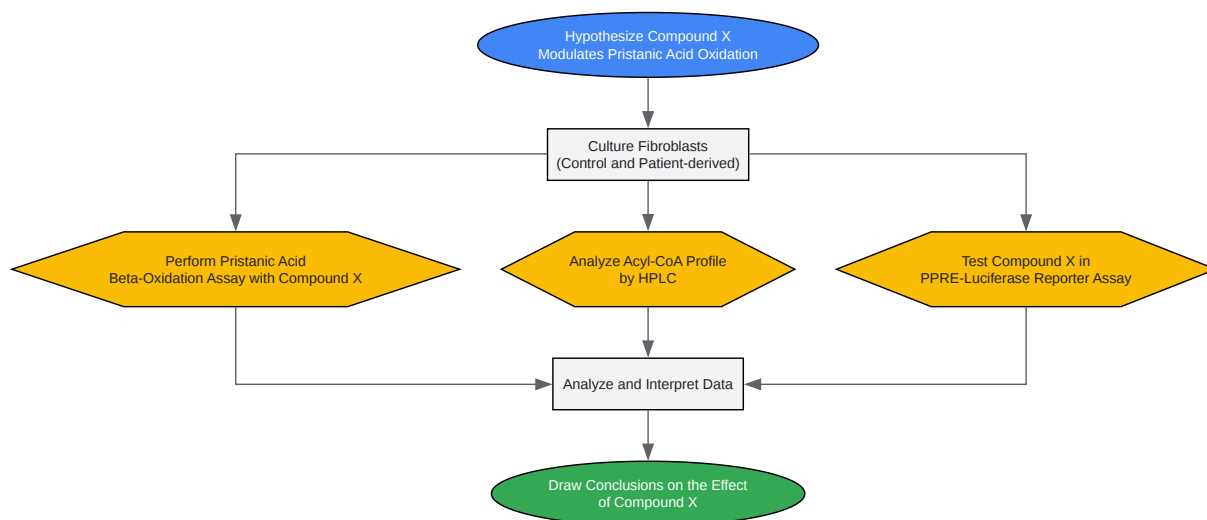 Hypothesize Compound X
Modulates Pristanic Acid Oxidation
Culture Fibroblasts
(Control and Patient-derived)
Perform Pristanic Acid
Beta-Oxidation Assay with Compound X
Analyze Acyl-CoA Profile
by HPLC
Test Compound X in
PPRE-Luciferase Reporter Assay
Analyze and Interpret Data
Draw Conclusions on the Effect
of Compound X